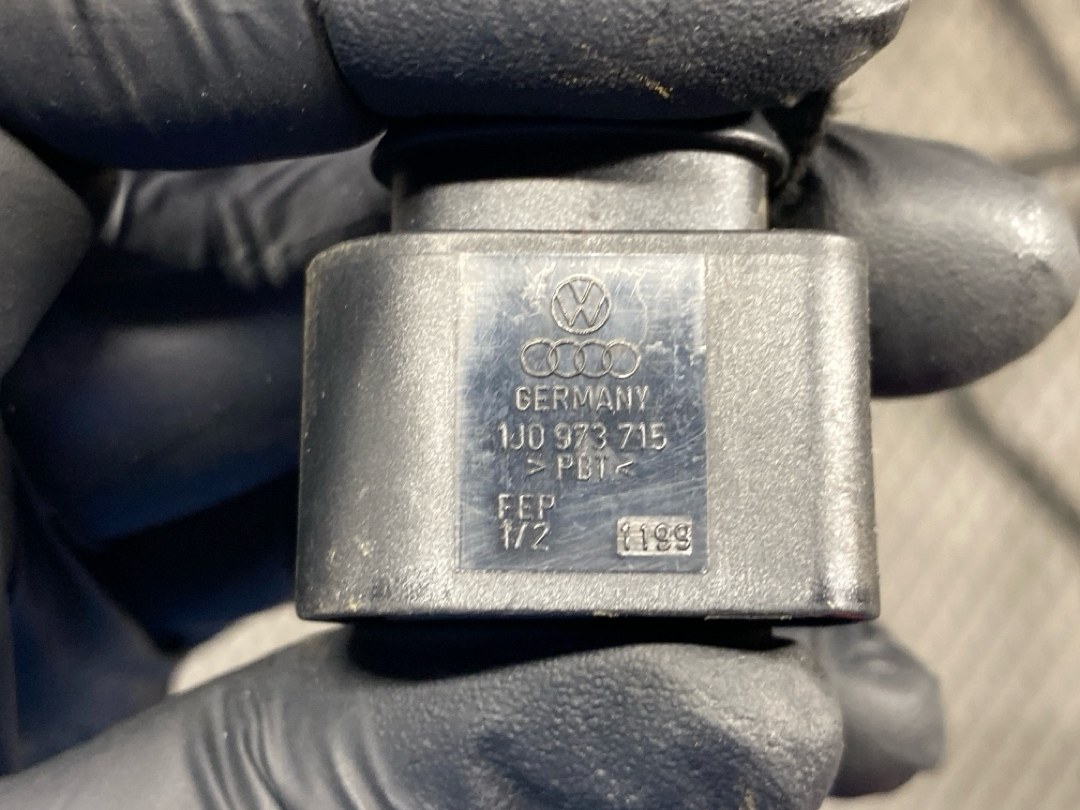 GERMANY
1J0 973 715
> PBT <
FEP
1/2 1199